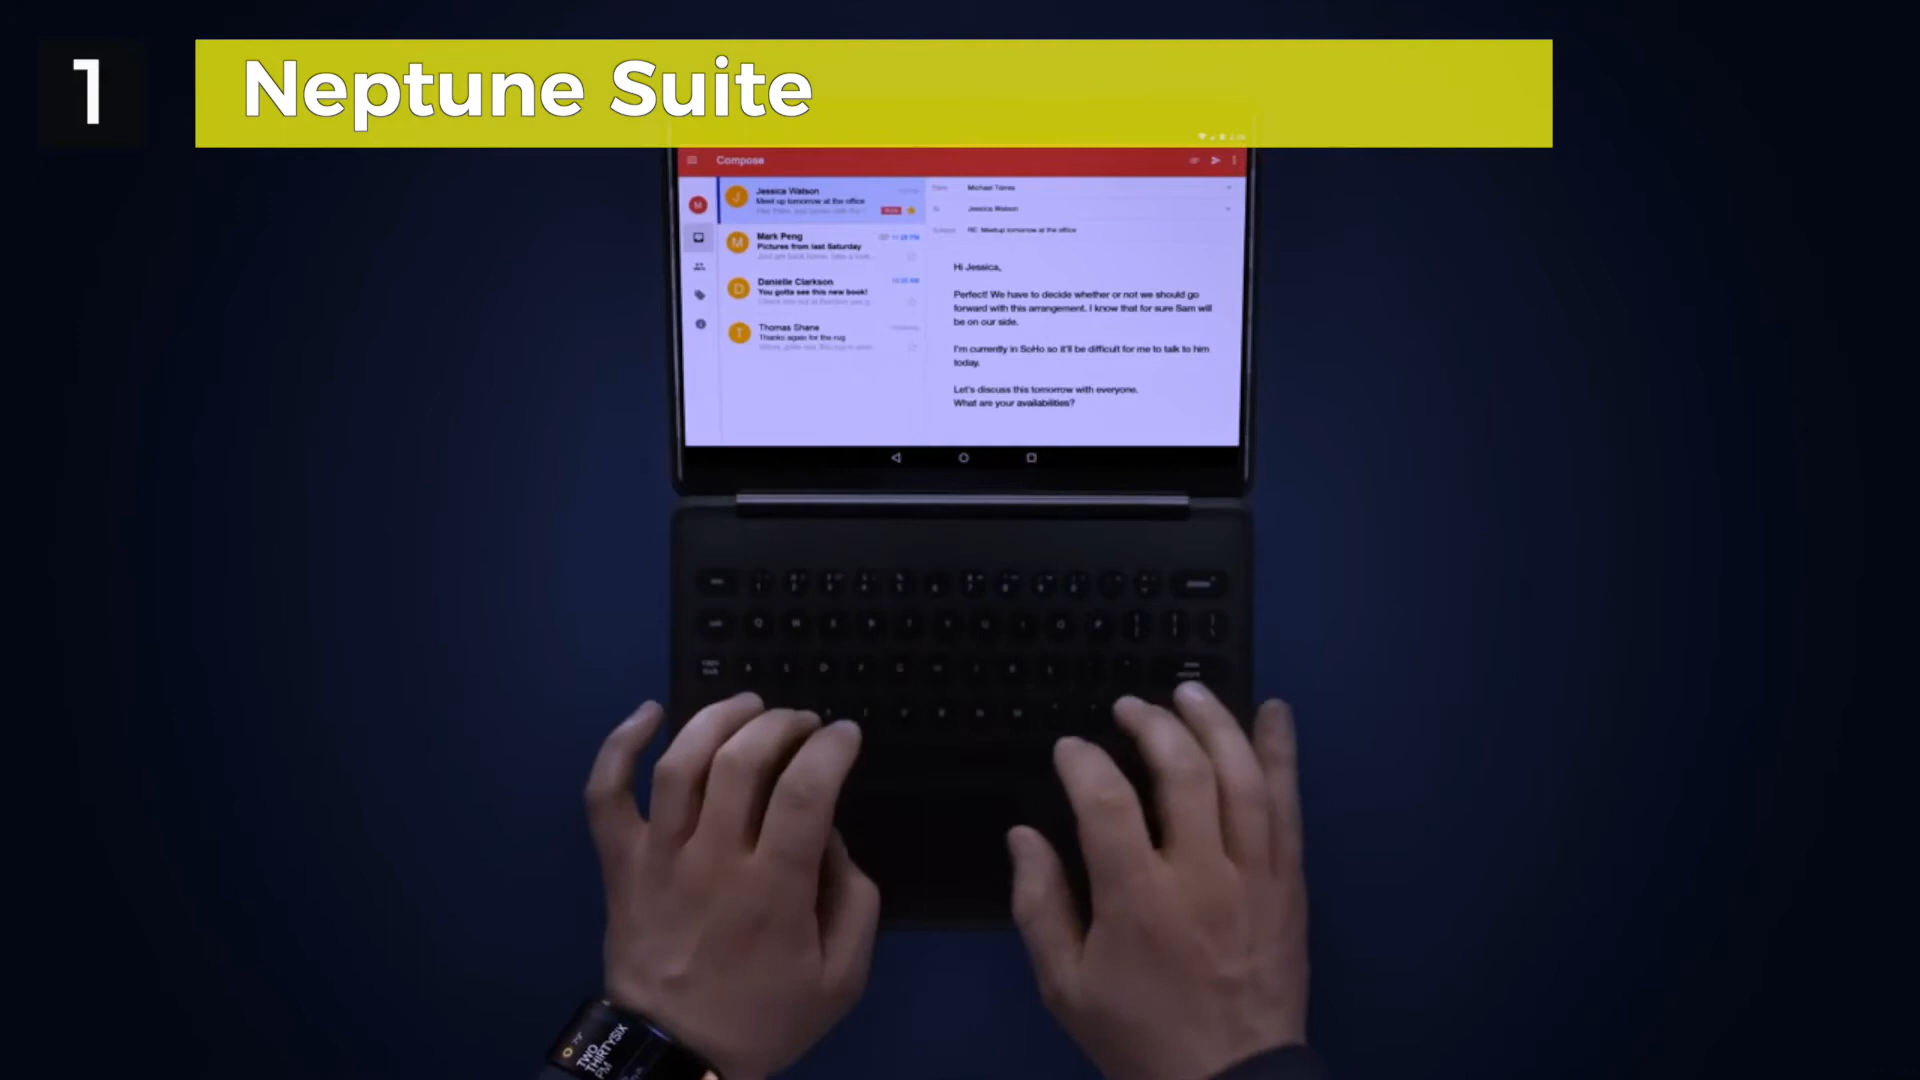 1
Neptune Suite
Compose
Jessica Watson
Meet up tomorrow at the office
Mark Peng
Pictures from last Saturday
Danielle Clarkson
You gotta see this new book!
Thomas Shane
Thanks again for the rug
Michael Torres
Jessica Watson
RE: Meetup tomorrow at the office
Hi Jessica,
Perfect! We have to decide whether or not we should go
forward with this arrangement. I know that for sure Sam will
be on our side.
I'm currently in SoHo so it'll be difficult for me to talk to him
today.
Let's discuss this tomorrow with everyone.
What are your availabilities?
TWO
THIRTYSIX
PM